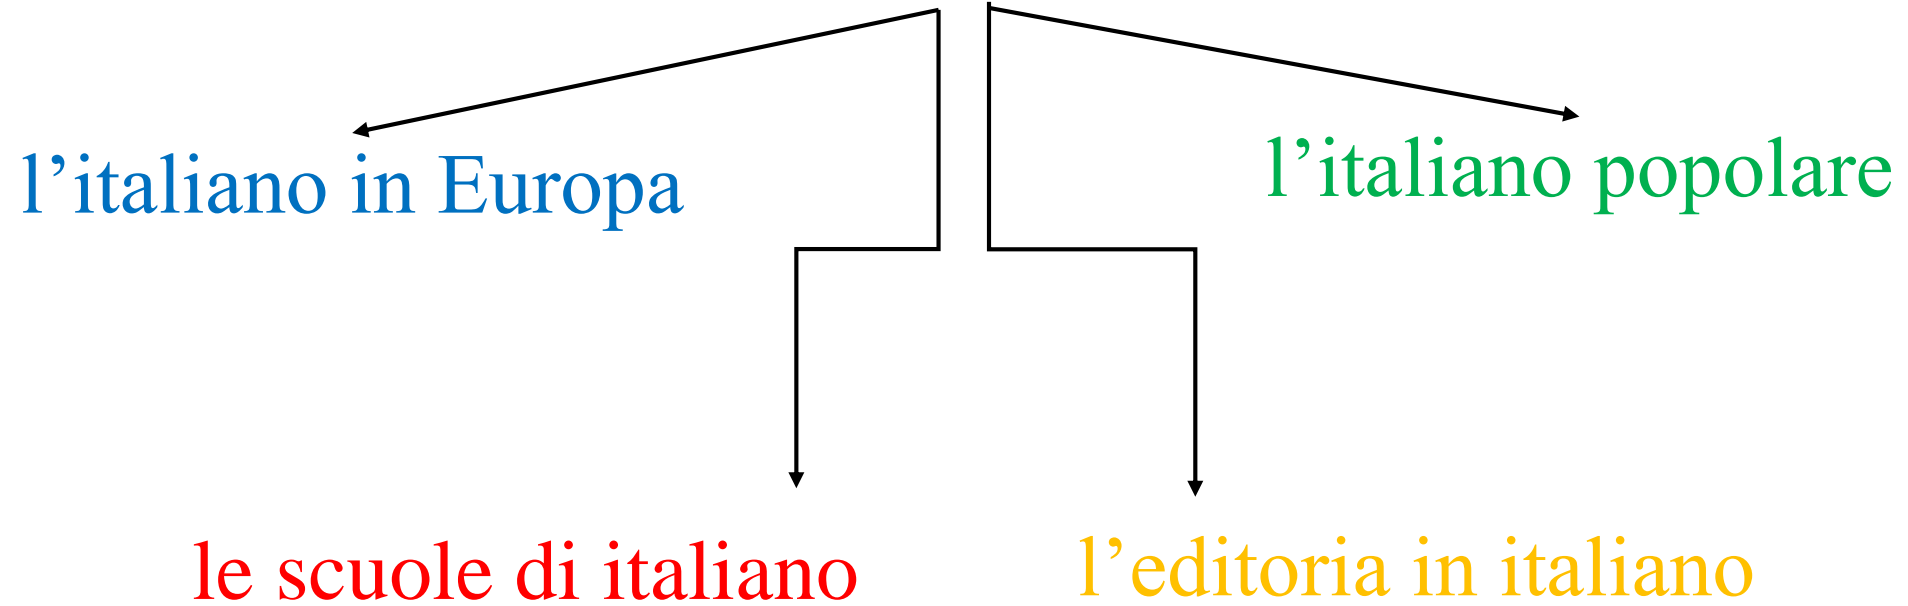 l’italiano in Europa
l’italiano popolare
le scuole di italiano
l’editoria in italiano